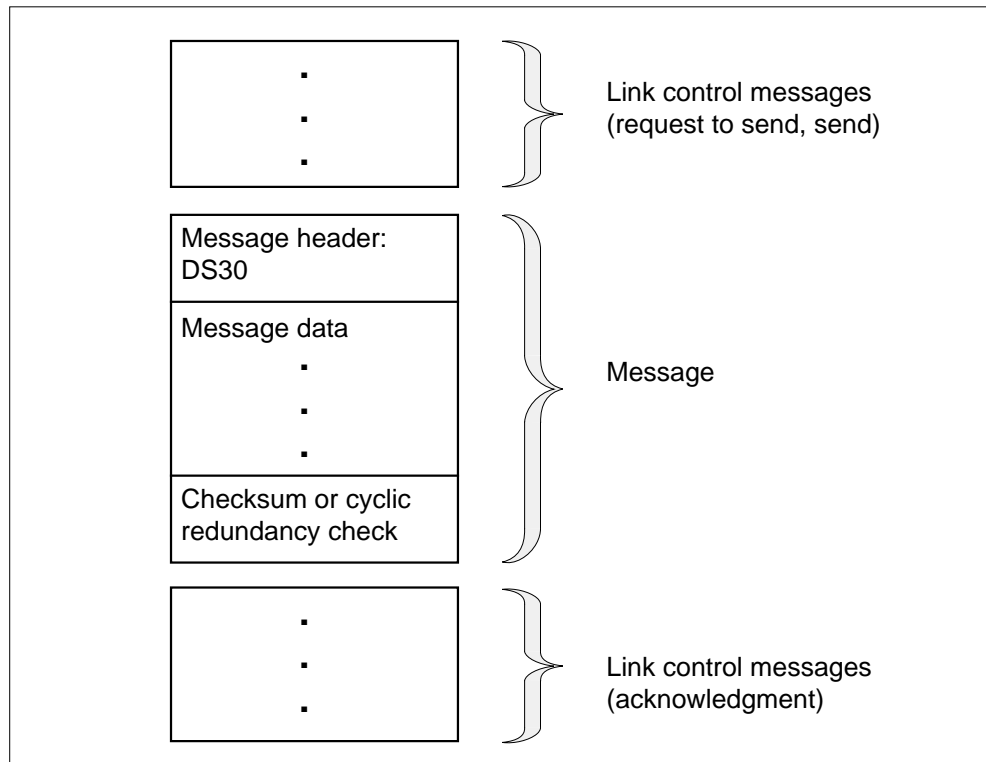 Link control messages
(request to send, send)
Message header:
DS30
Message data
Message
Checksum or cyclic
redundancy check
Link control messages
(acknowledgment)